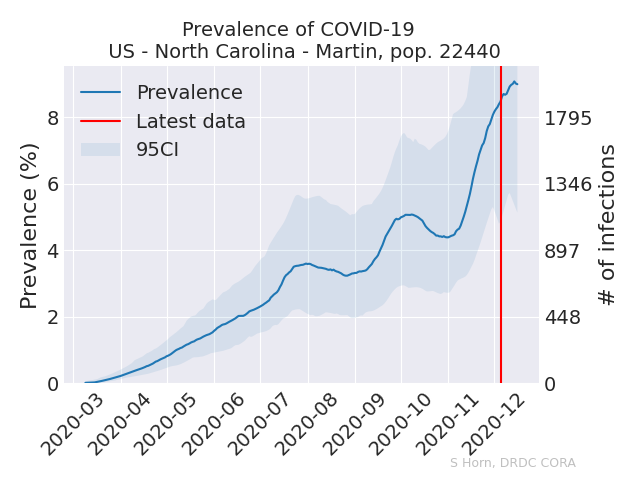 Prevalence of COVID-19
US - North Carolina - Martin, pop. 22440
Prevalence
Latest data
95CI
Prevalence (%)
8
6
4
2
0
1795
1346
897
448
0
# of infections
2020-03
2020-04
2020-05
2020-06
2020-07
2020-08
2020-09
2020-10
2020-11
2020-12
S Horn, DRDC CORA